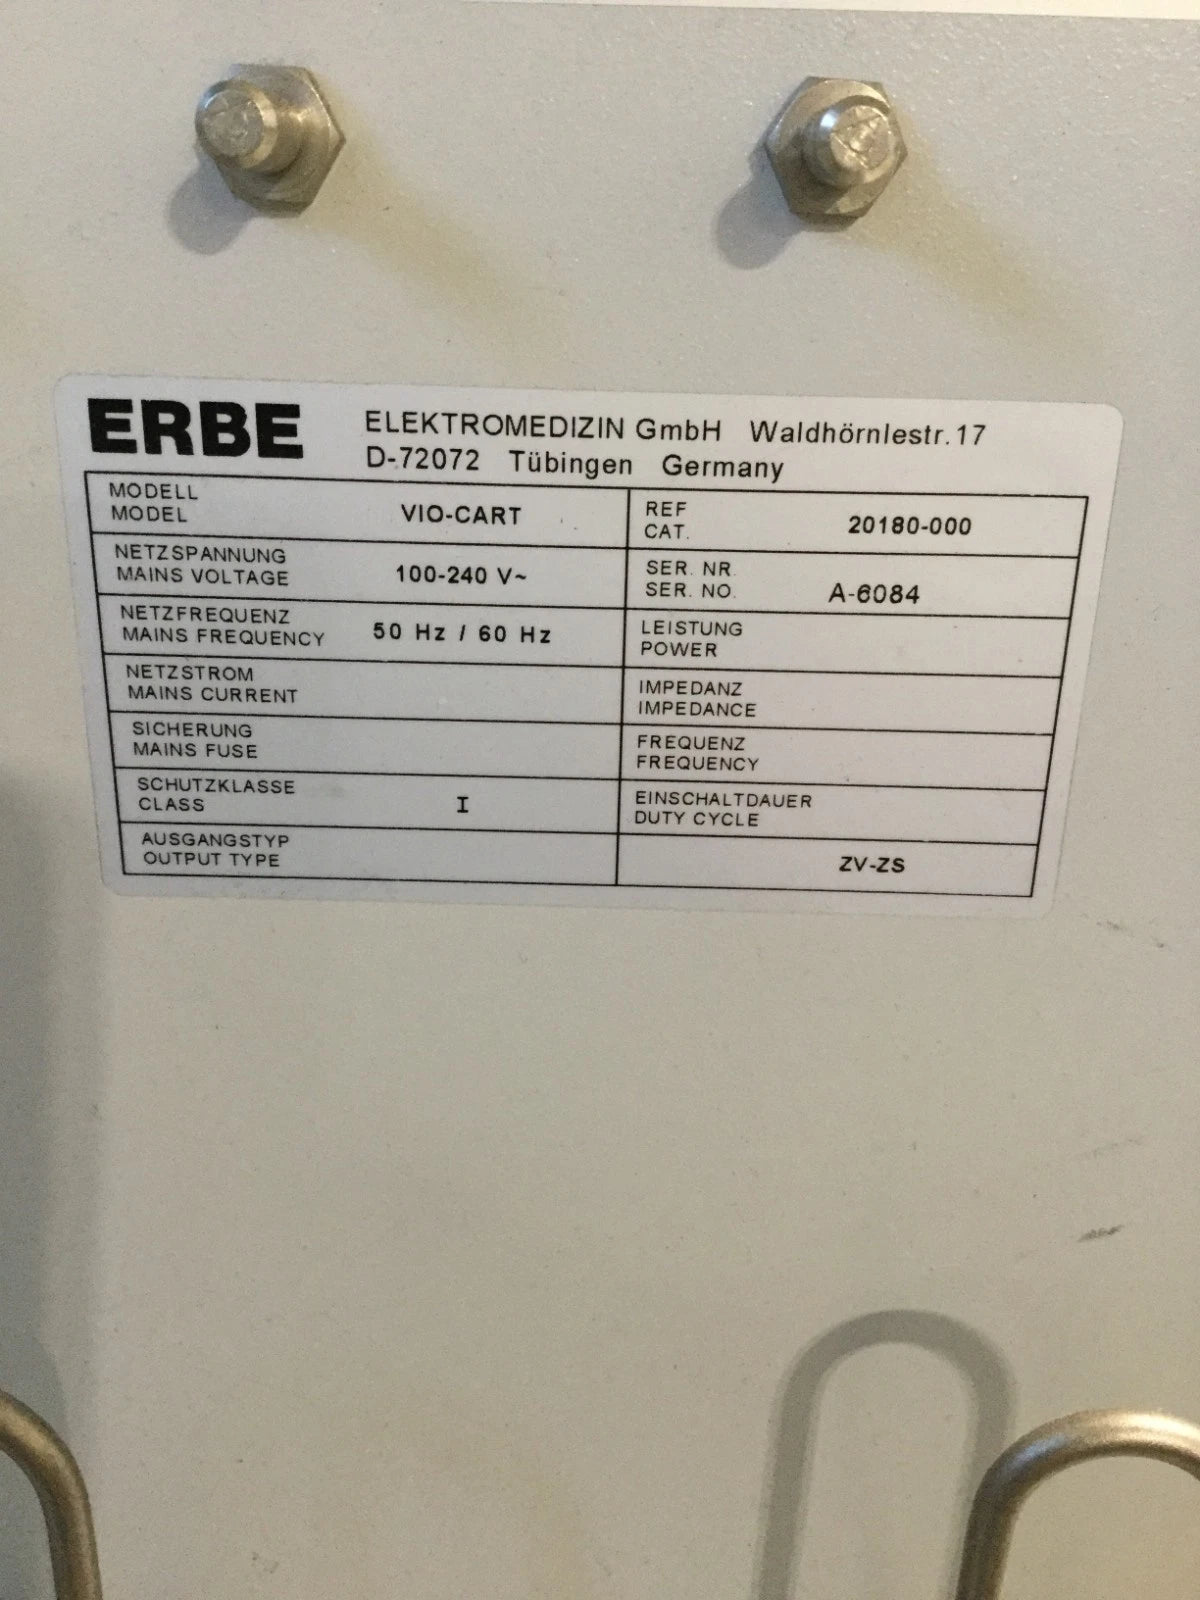 ERBE ELEKTROMEDIZIN GmbH Waldhörnlestr. 17
D-72072 Tübingen Germany
MODELL
MODEL VIO-CART
REF
CAT. 20180-000
NETZSPANNUNG
MAINS VOLTAGE 100-240 V~
SER. NR.
SER. NO. A-6084
NETZFREQUENZ
MAINS FREQUENCY 50 Hz / 60 Hz
LEISTUNG
POWER
NETZSTROM
MAINS CURRENT
IMPEDANZ
IMPEDANCE
SICHERUNG
MAINS FUSE
FREQUENZ
FREQUENCY
SCHUTZKLASSE
CLASS I
EINSCHALTDAUER
DUTY CYCLE
AUSGANGSTYP
OUTPUT TYPE
ZV-ZS